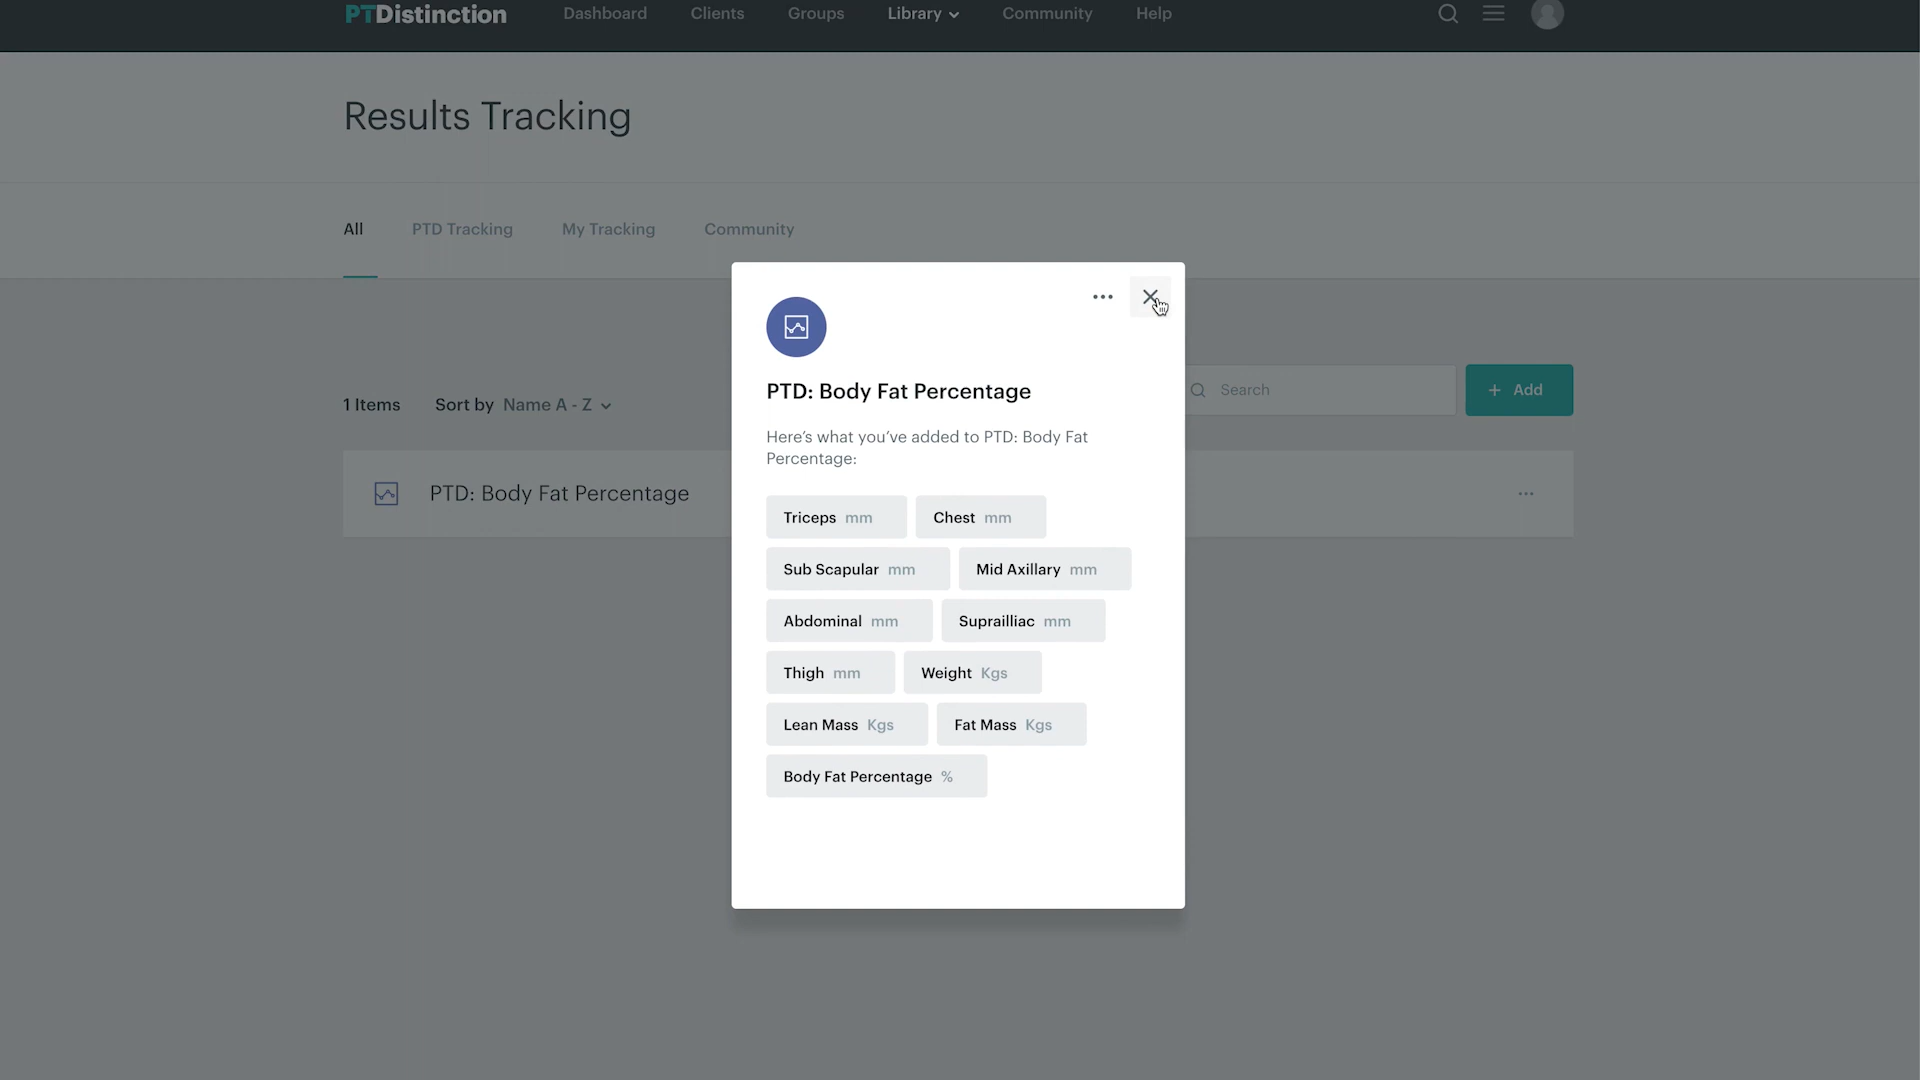 PTDistinction Dashboard Clients Groups Library Community Help
Results Tracking
All PTD Tracking My Tracking Community
1 Items Sort by Name A - Z
Search
+ Add
PTD: Body Fat Percentage
PTD: Body Fat Percentage
Here's what you've added to PTD: Body Fat
Percentage:
Triceps mm Chest mm
Sub Scapular mm Mid Axillary mm
Abdominal mm Suprailliac mm
Thigh mm Weight Kgs
Lean Mass Kgs Fat Mass Kgs
Body Fat Percentage %